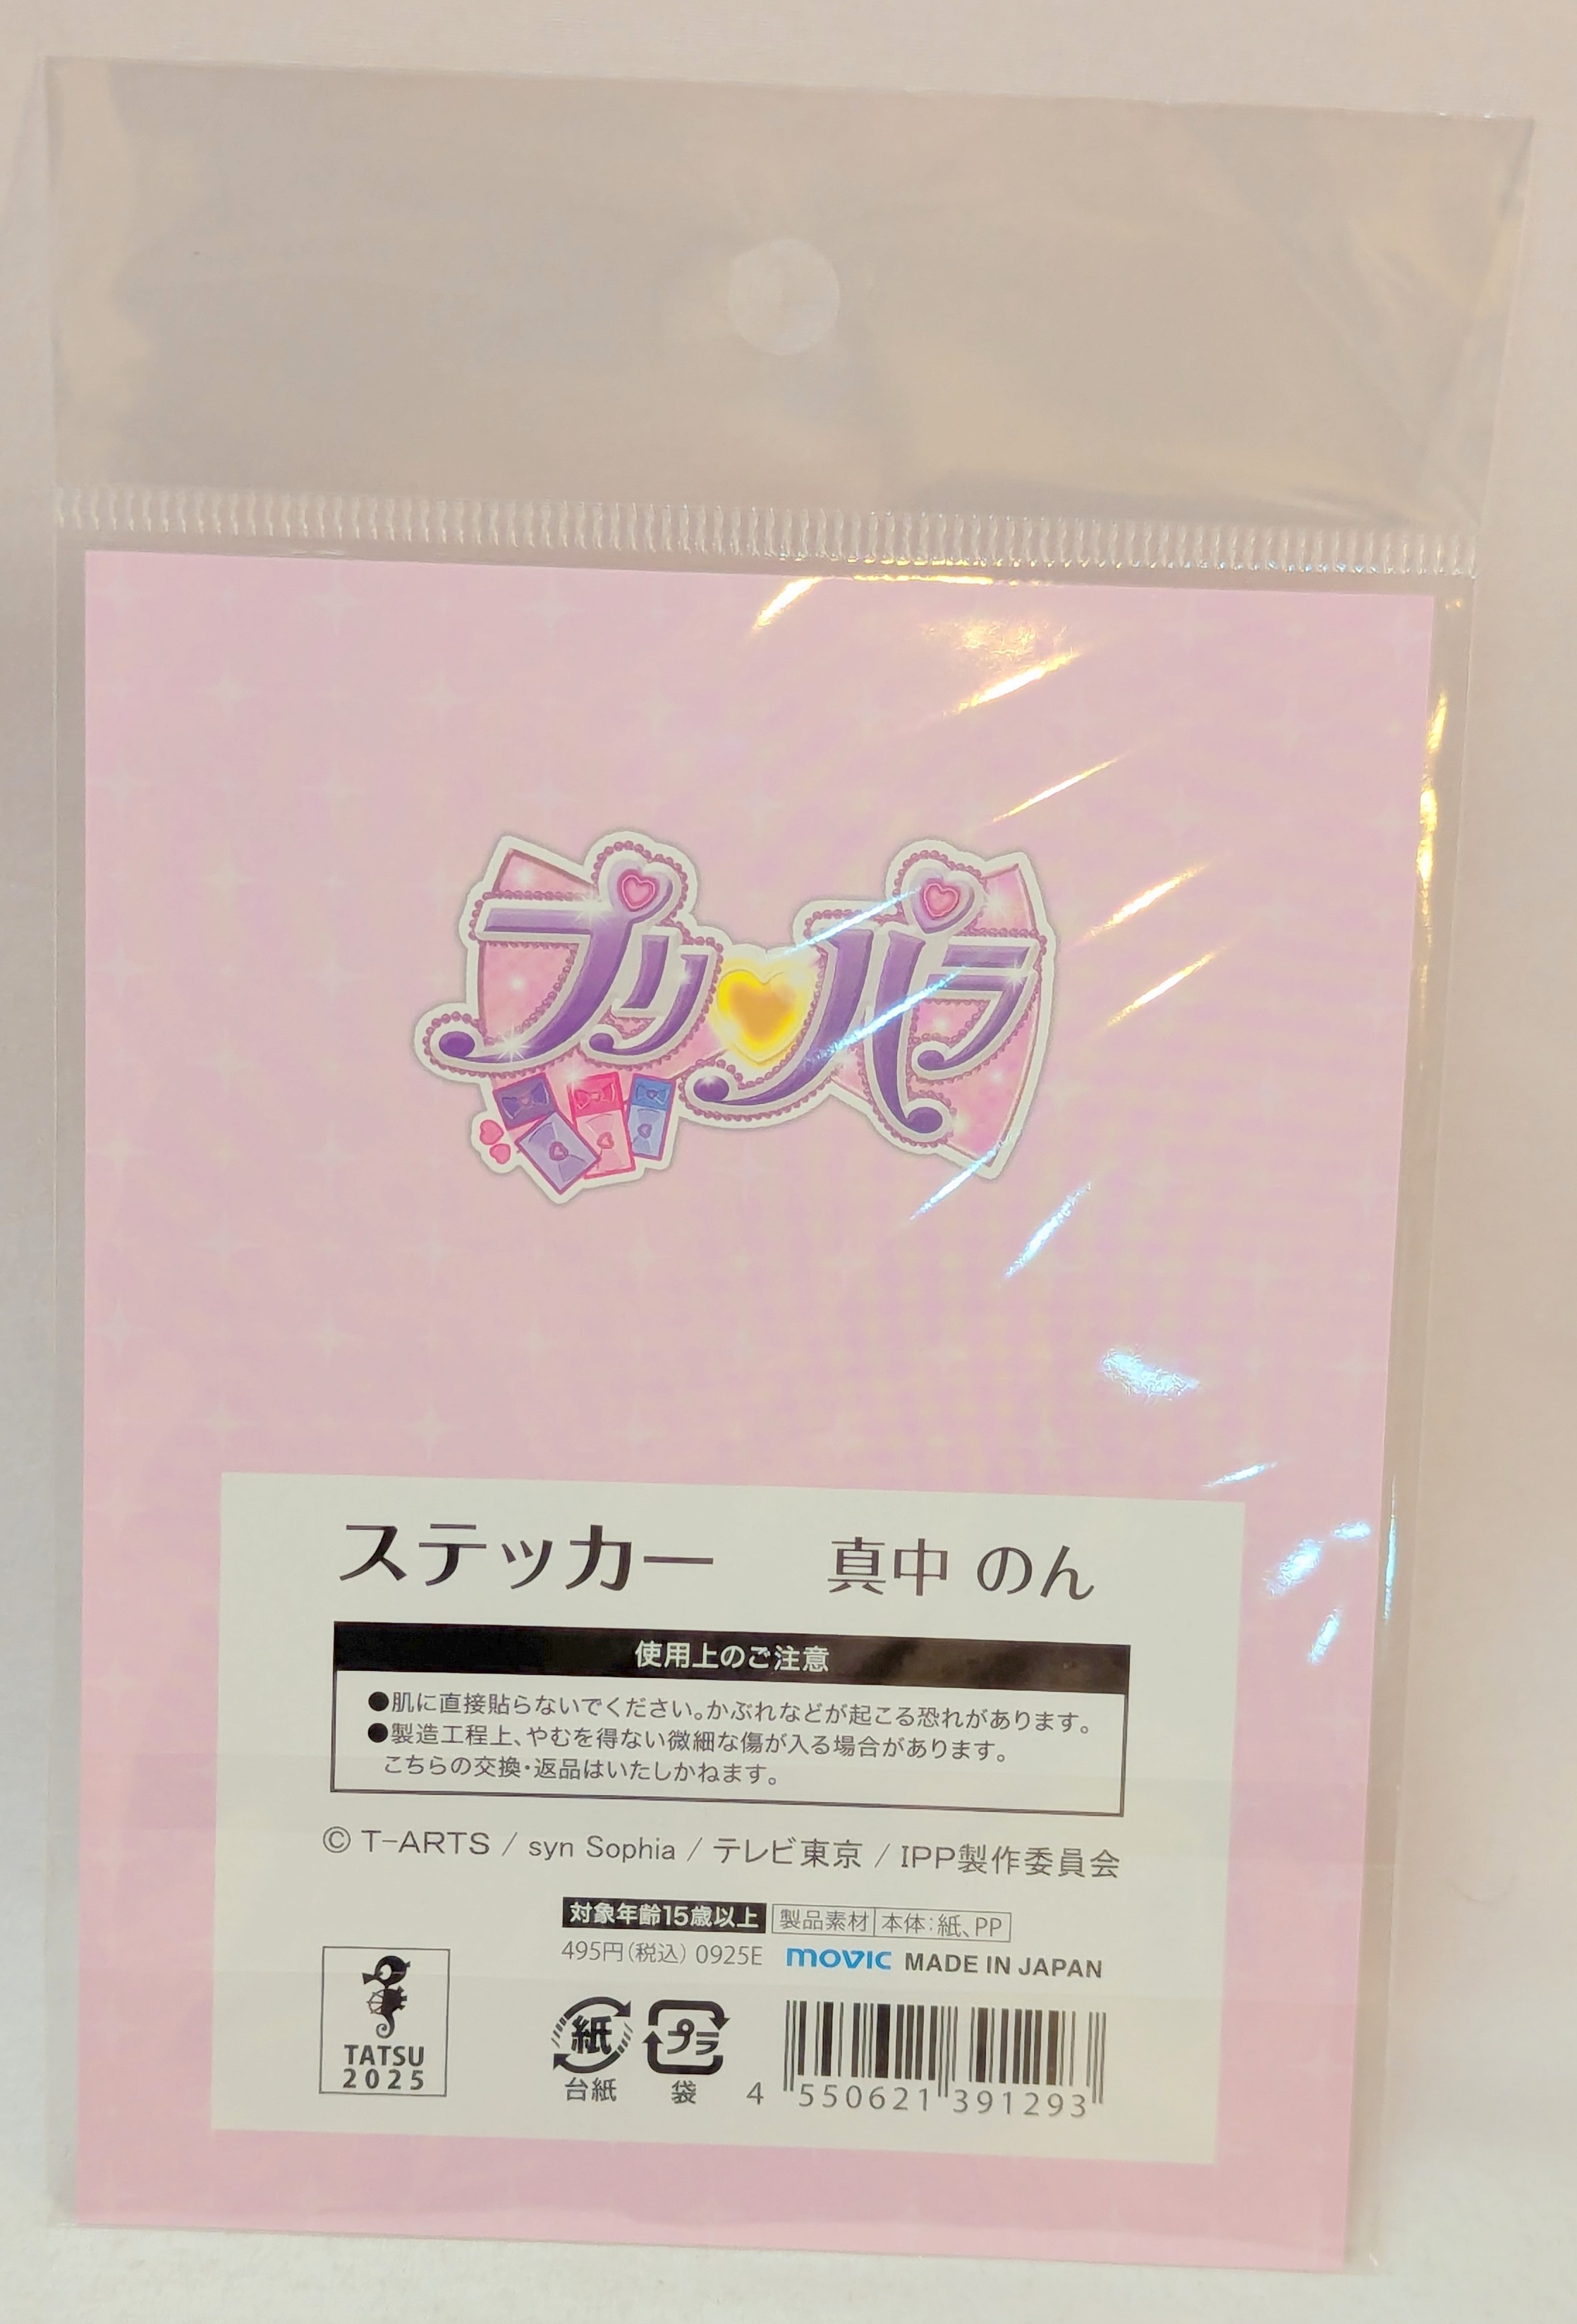 プリパラ
ステッカー 真中 のん
使用上のご注意
●肌に直接貼らないでください。かぶれなどが起こる恐れがあります。
●製造工程上、やむを得ない微細な傷が入る場合があります。
こちらの交換・返品はいたしかねます。
© T-ARTS / syn Sophia / テレビ東京 / IPP製作委員会
対象年齢15歳以上 製品素材 本体:紙、PP
495円(税込) 0925E movic MADE IN JAPAN
TATSU
2025
紙 プラ
台紙 袋
4 550621 391293